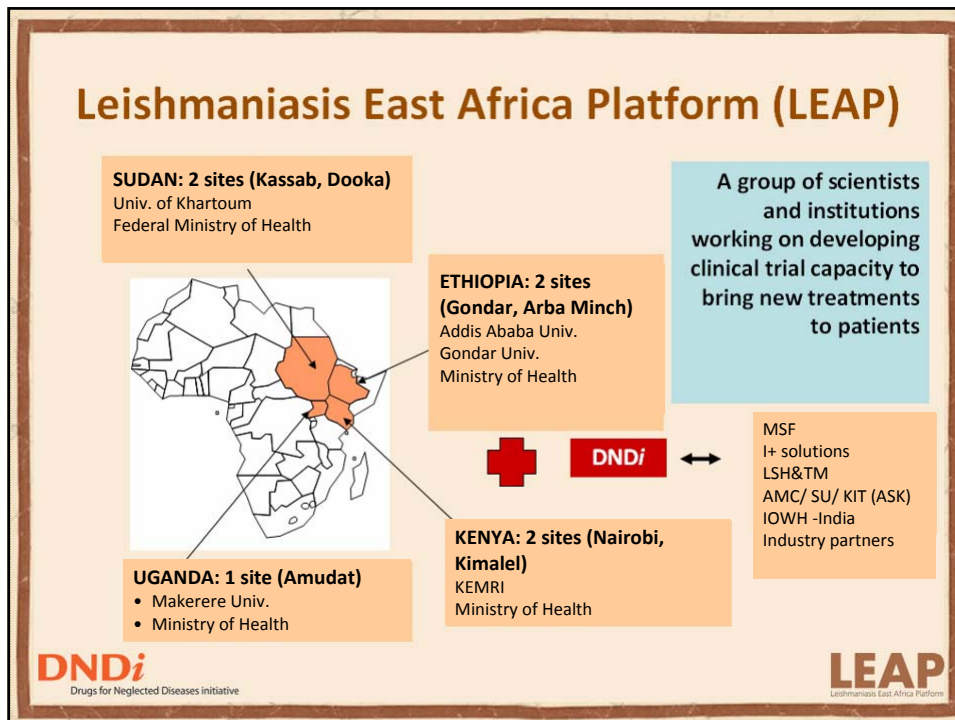 Leishmaniasis East Africa Platform (LEAP)
SUDAN: 2 sites (Kassab, Dooka)
Univ. of Khartoum
Federal Ministry of Health
A group of scientists
and institutions
working on developing
clinical trial capacity to
bring new treatments
to patients
ETHIOPIA: 2 sites
(Gondar, Arba Minch)
Addis Ababa Univ.
Gondar Univ.
Ministry of Health
DNDi
MSF
I+ solutions
LSH&TM
AMC/ SU/ KIT (ASK)
IOWH -India
Industry partners
KENYA: 2 sites (Nairobi,
Kimalel)
KEMRI
Ministry of Health
UGANDA: 1 site (Amudat)
• Makerere Univ.
• Ministry of Health
DNDi
Drugs for Neglected Diseases initiative
LEAP
Leishmaniasis East Africa Platform